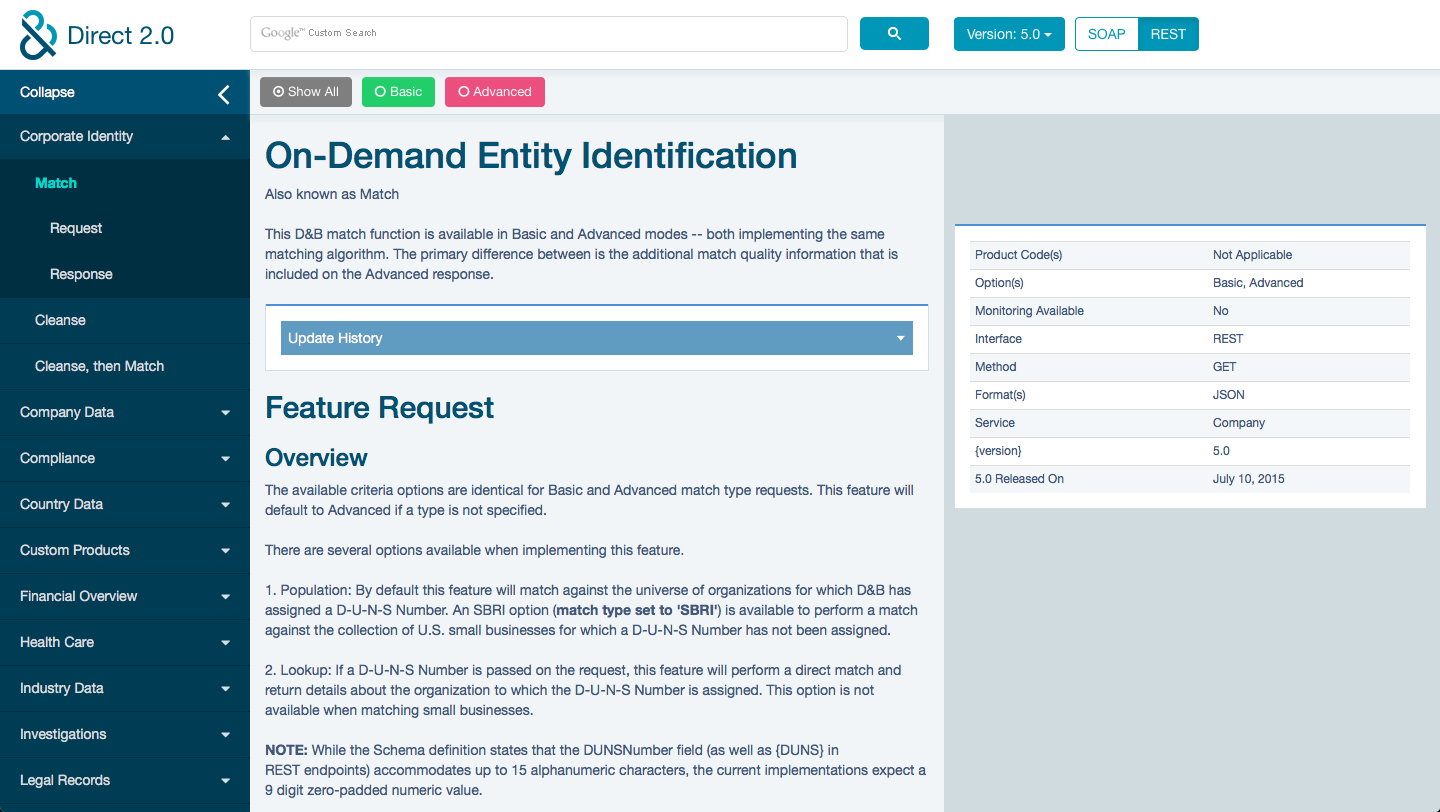 Direct 2.0
Google™ Custom Search
Version: 5.0
SOAP
REST
Collapse
Corporate Identity
Match
Request
Response
Cleanse
Cleanse, then Match
Company Data
Compliance
Country Data
Custom Products
Financial Overview
Health Care
Industry Data
Investigations
Legal Records
Show All
Basic
Advanced
On-Demand Entity Identification
Also known as Match
This D&B match function is available in Basic and Advanced modes -- both implementing the same
matching algorithm. The primary difference between is the additional match quality information that is
included on the Advanced response.
Update History
Feature Request
Overview
The available criteria options are identical for Basic and Advanced match type requests. This feature will
default to Advanced if a type is not specified.
There are several options available when implementing this feature.
1. Population: By default this feature will match against the universe of organizations for which D&B has
assigned a D-U-N-S Number. An SBRI option (match type set to 'SBRI') is available to perform a match
against the collection of U.S. small businesses for which a D-U-N-S Number has not been assigned.
2. Lookup: If a D-U-N-S Number is passed on the request, this feature will perform a direct match and
return details about the organization to which the D-U-N-S Number is assigned. This option is not
available when matching small businesses.
NOTE: While the Schema definition states that the DUNSNumber field (as well as {DUNS} in
REST endpoints) accommodates up to 15 alphanumeric characters, the current implementations expect a
9 digit zero-padded numeric value.
Product Code(s) Not Applicable
Option(s) Basic, Advanced
Monitoring Available No
Interface REST
Method GET
Format(s) JSON
Service Company
{version} 5.0
5.0 Released On July 10, 2015